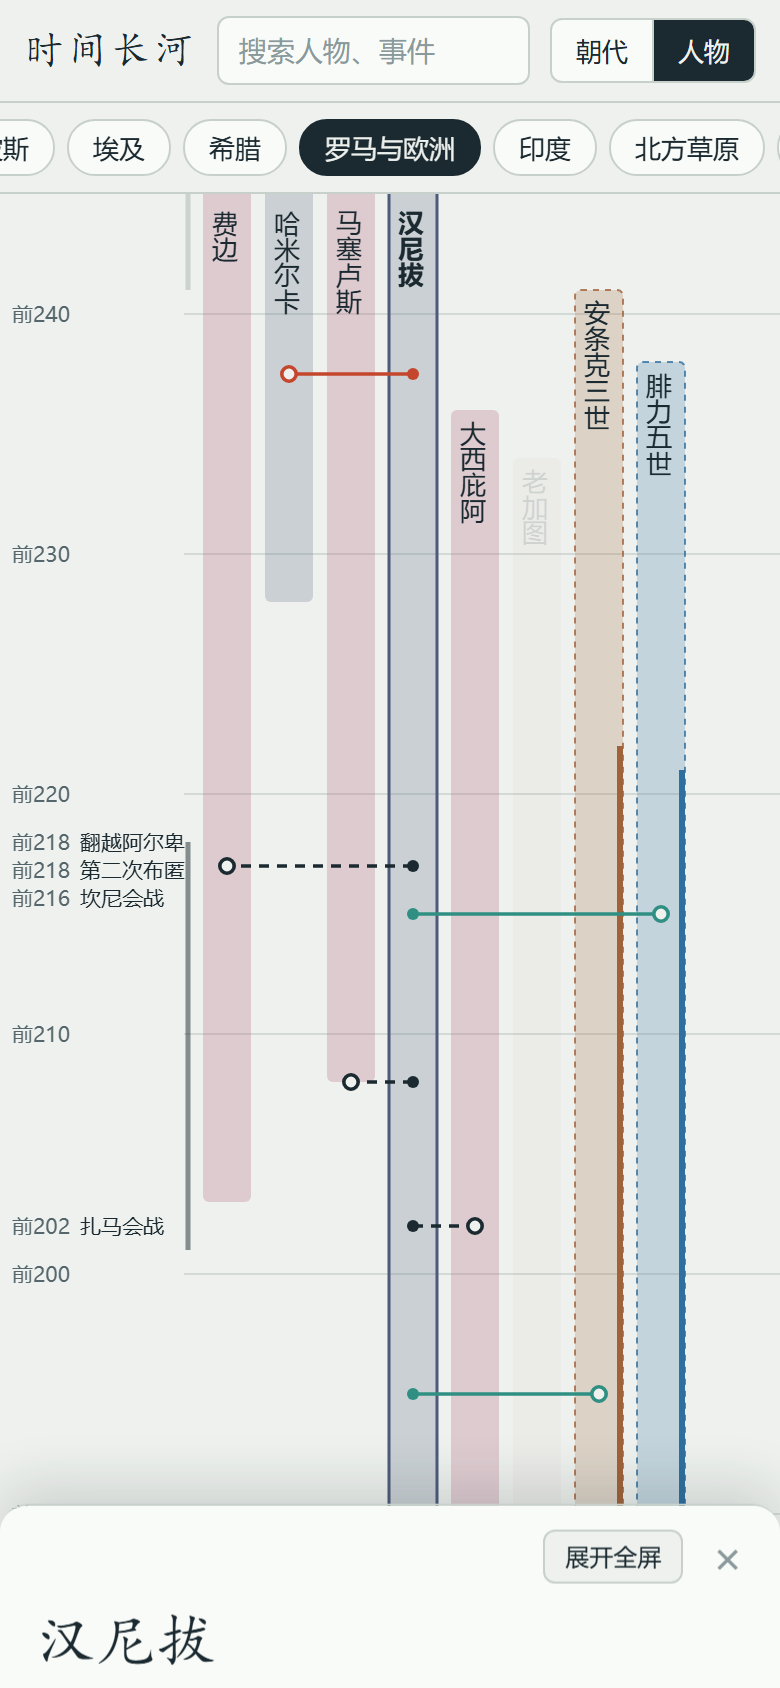 时间长河
搜索人物、事件
朝代
人物
斯
埃及
希腊
罗马与欧洲
印度
北方草原
费边
哈米尔卡
马塞卢斯
汉尼拔
安条克三世
腓力五世
大西庇阿
老加图
前240
前230
前220
前218 翻越阿尔卑
前218 第二次布匿
前216 坎尼会战
前210
前202 扎马会战
前200
展开全屏
×
汉尼拔